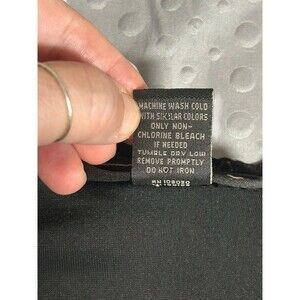 MACHINE WASH COLD
WITH SIMILAR COLORS
ONLY NON-
CHLORINE BLEACH
IF NEEDED
TUMBLE DRY LOW
REMOVE PROMPTLY
DO NOT IRON
RN